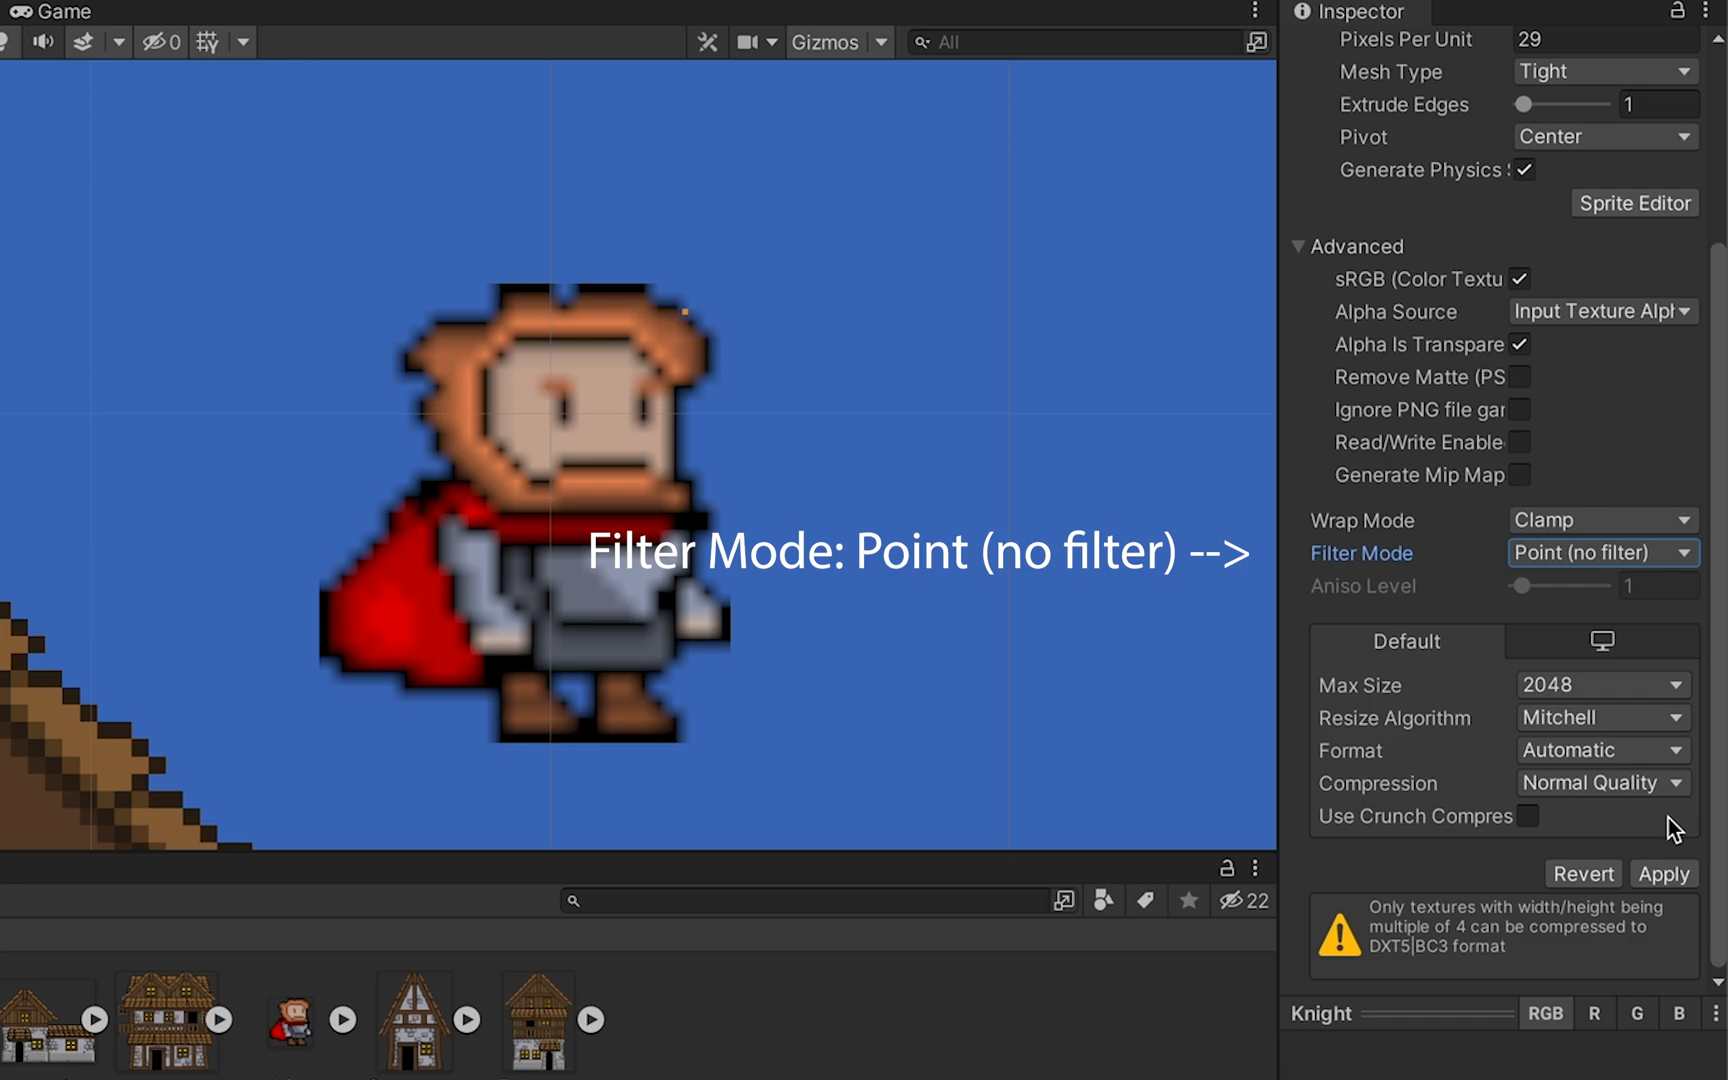 Game
0
Gizmos
All
Inspector
Pixels Per Unit 29
Mesh Type Tight
Extrude Edges 1
Pivot Center
Generate Physics S
Sprite Editor
Advanced
sRGB (Color Textu
Alpha Source Input Texture Alph
Alpha Is Transpare
Remove Matte (PS
Ignore PNG file gar
Read/Write Enable
Generate Mip Map
Wrap Mode Clamp
Filter Mode: Point (no filter) -->
Filter Mode Point (no filter)
Aniso Level 1
Default
Max Size 2048
Resize Algorithm Mitchell
Format Automatic
Compression Normal Quality
Use Crunch Compres
Revert Apply
22
Only textures with width/height being
multiple of 4 can be compressed to
DXT5|BC3 format
Knight RGB R G B